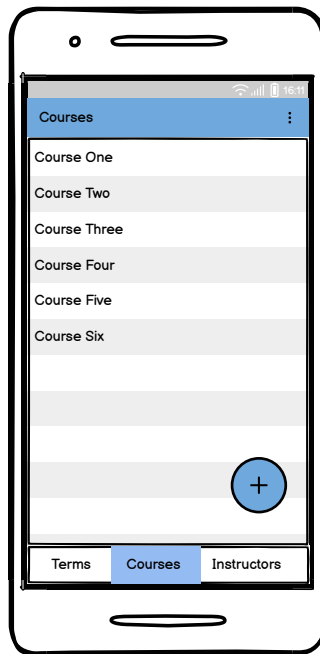 16:11
Courses
Course One
Course Two
Course Three
Course Four
Course Five
Course Six
+
Terms Courses Instructors